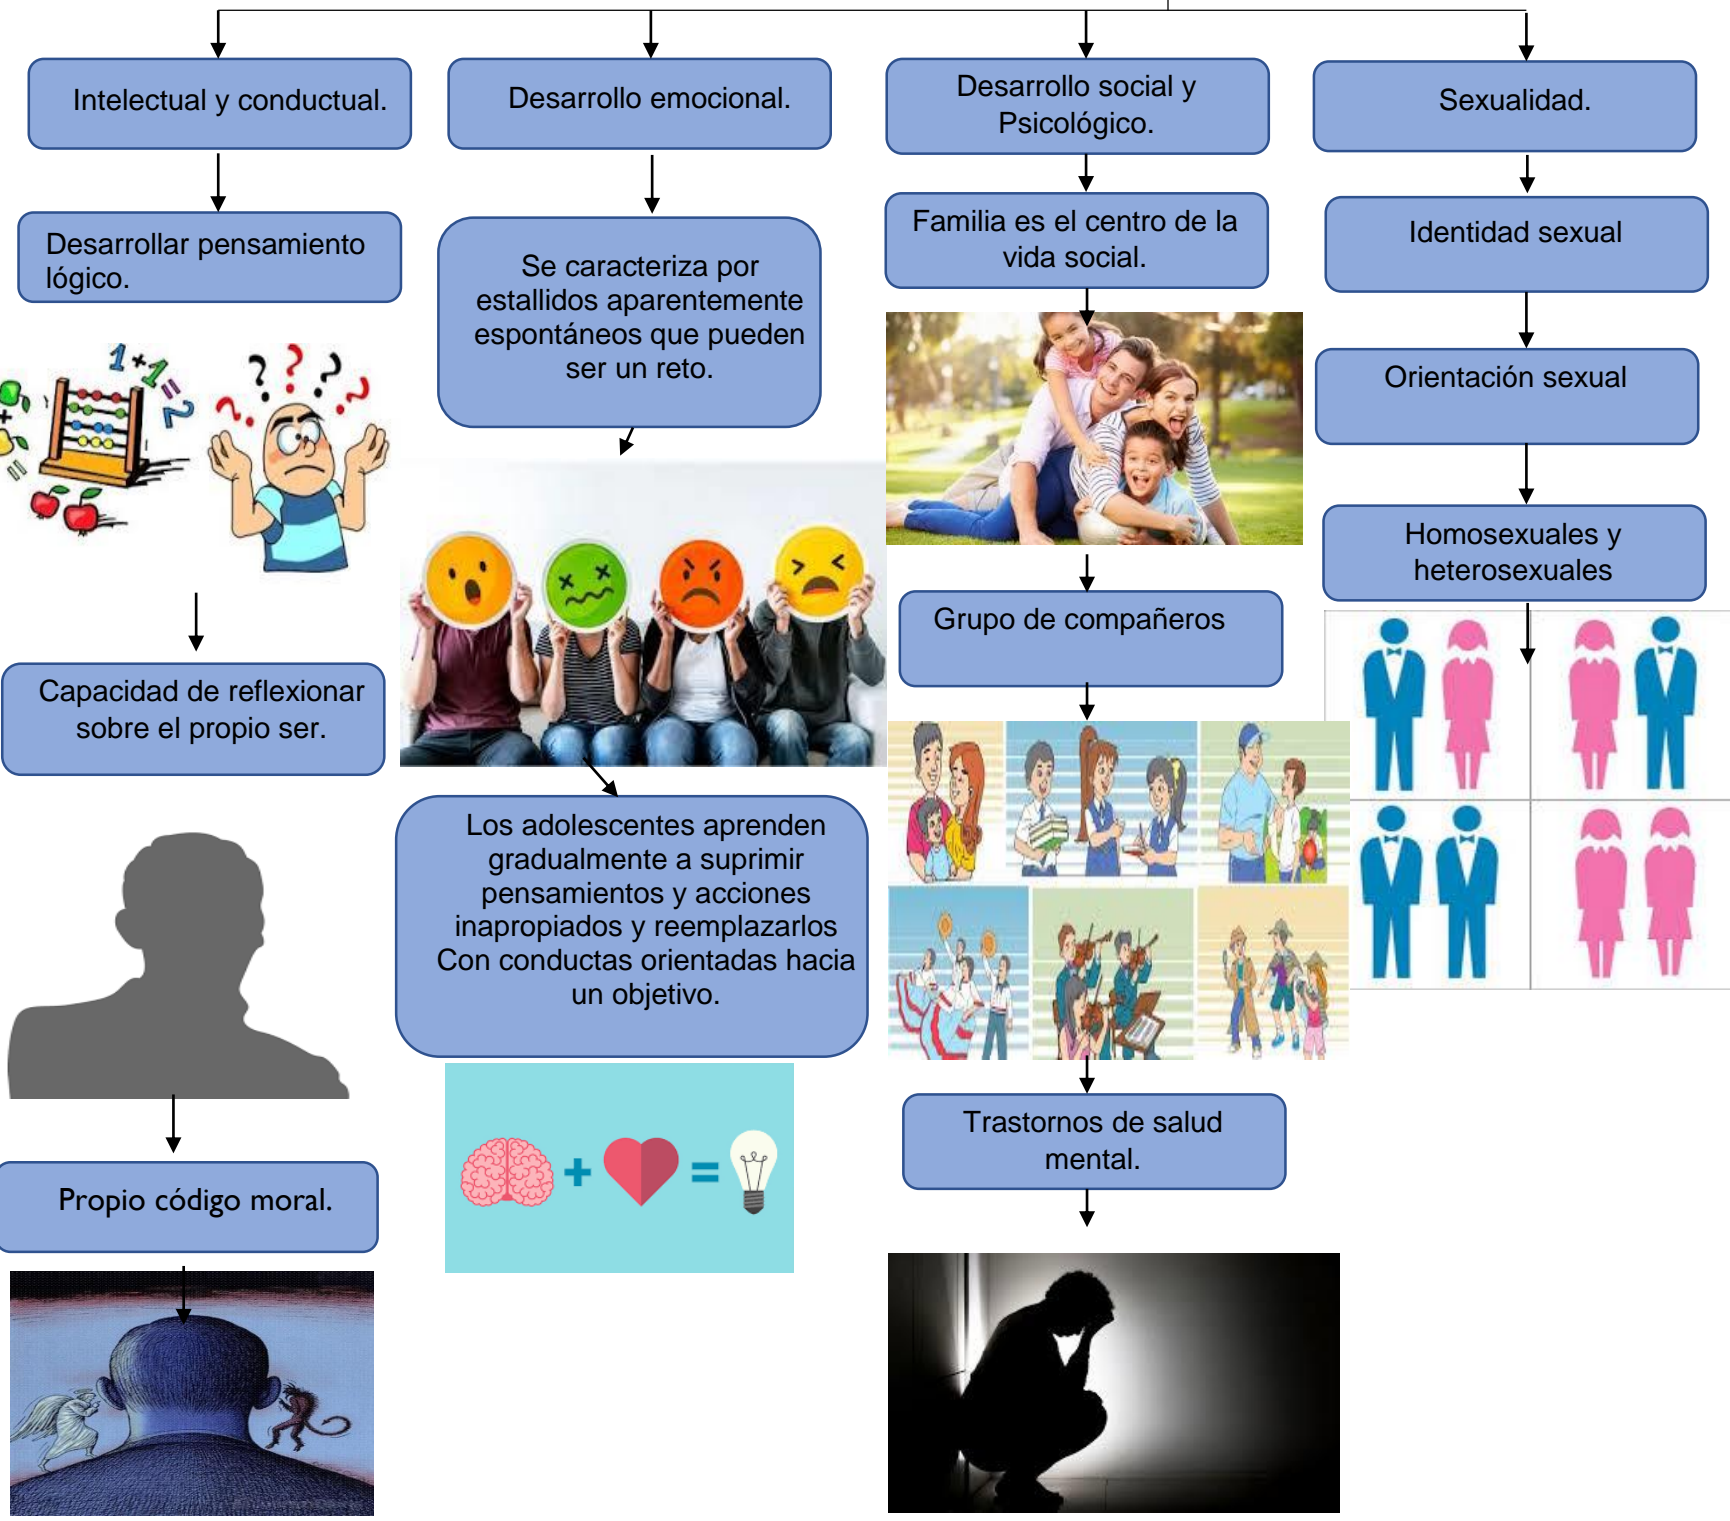 Intelectual y conductual.
Desarrollar pensamiento
lógico.
1+1=2
? ? ? ? ?
Capacidad de reflexionar
sobre el propio ser.
Propio código moral.
Desarrollo emocional.
Se caracteriza por
estallidos aparentemente
espontáneos que pueden
ser un reto.
Los adolescentes aprenden
gradualmente a suprimir
pensamientos y acciones
inapropiados y reemplazarlos
Con conductas orientadas hacia
un objetivo.
+ =
Desarrollo social y
Psicológico.
Familia es el centro de la
vida social.
Grupo de compañeros
Trastornos de salud
mental.
Sexualidad.
Identidad sexual
Orientación sexual
Homosexuales y
heterosexuales